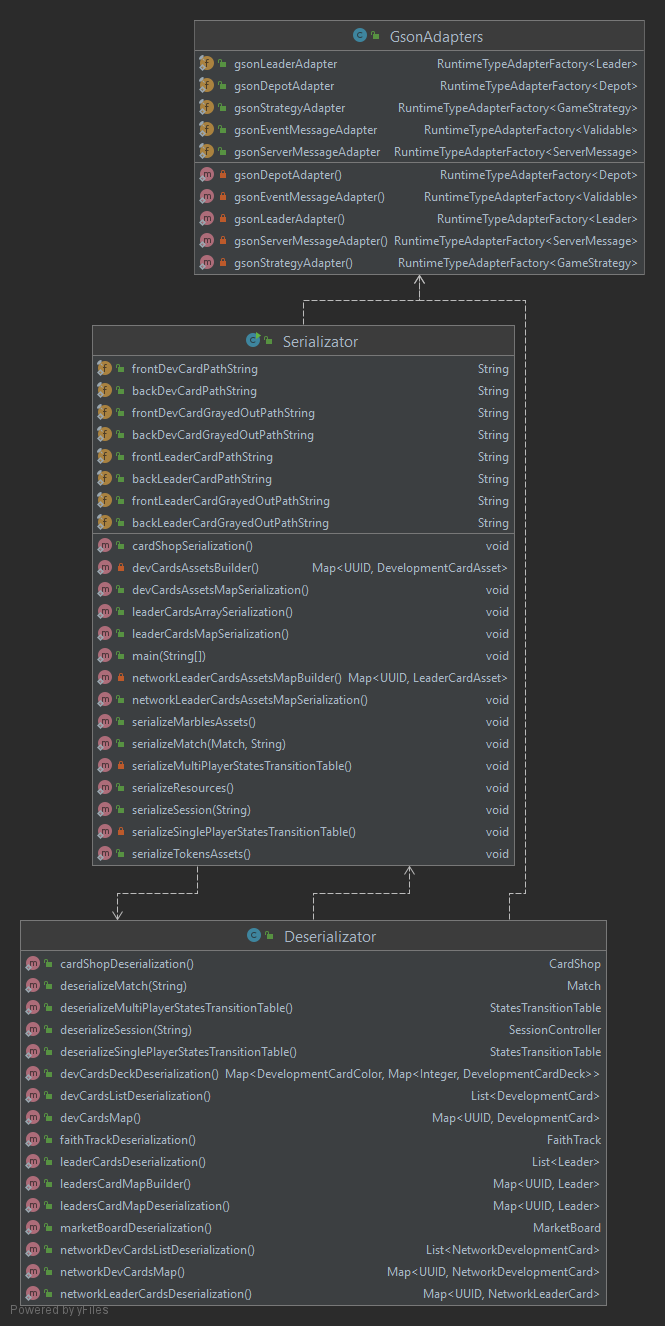 GsonAdapters
gsonLeaderAdapter RuntimeTypeAdapterFactory<Leader>
gsonDepotAdapter RuntimeTypeAdapterFactory<Depot>
gsonStrategyAdapter RuntimeTypeAdapterFactory<GameStrategy>
gsonEventMessageAdapter RuntimeTypeAdapterFactory<Validable>
gsonServerMessageAdapter RuntimeTypeAdapterFactory<ServerMessage>
gsonDepotAdapter() RuntimeTypeAdapterFactory<Depot>
gsonEventMessageAdapter() RuntimeTypeAdapterFactory<Validable>
gsonLeaderAdapter() RuntimeTypeAdapterFactory<Leader>
gsonServerMessageAdapter() RuntimeTypeAdapterFactory<ServerMessage>
gsonStrategyAdapter() RuntimeTypeAdapterFactory<GameStrategy>
Serializator
frontDevCardPathString String
backDevCardPathString String
frontDevCardGrayedOutPathString String
backDevCardGrayedOutPathString String
frontLeaderCardPathString String
backLeaderCardPathString String
frontLeaderCardGrayedOutPathString String
backLeaderCardGrayedOutPathString String
cardShopSerialization() void
devCardsAssetsBuilder() Map<UUID, DevelopmentCardAsset>
devCardsAssetsMapSerialization() void
leaderCardsArraySerialization() void
leaderCardsMapSerialization() void
main(String[]) void
networkLeaderCardsAssetsMapBuilder() Map<UUID, LeaderCardAsset>
networkLeaderCardsAssetsMapSerialization() void
serializeMarblesAssets() void
serializeMatch(Match, String) void
serializeMultiPlayerStatesTransitionTable() void
serializeResources() void
serializeSession(String) void
serializeSinglePlayerStatesTransitionTable() void
serializeTokensAssets() void
Deserializator
cardShopDeserialization() CardShop
deserializeMatch(String) Match
deserializeMultiPlayerStatesTransitionTable() StatesTransitionTable
deserializeSession(String) SessionController
deserializeSinglePlayerStatesTransitionTable() StatesTransitionTable
devCardsDeckDeserialization() Map<DevelopmentCardColor, Map<Integer, DevelopmentCardDeck>>
devCardsListDeserialization() List<DevelopmentCard>
devCardsMap() Map<UUID, DevelopmentCard>
faithTrackDeserialization() FaithTrack
leaderCardsDeserialization() List<Leader>
leadersCardMapBuilder() Map<UUID, Leader>
leadersCardMapDeserialization() Map<UUID, Leader>
marketBoardDeserialization() MarketBoard
networkDevCardsListDeserialization() List<NetworkDevelopmentCard>
networkDevCardsMap() Map<UUID, NetworkDevelopmentCard>
networkLeaderCardsDeserialization() Map<UUID, NetworkLeaderCard>
Powered by yFiles